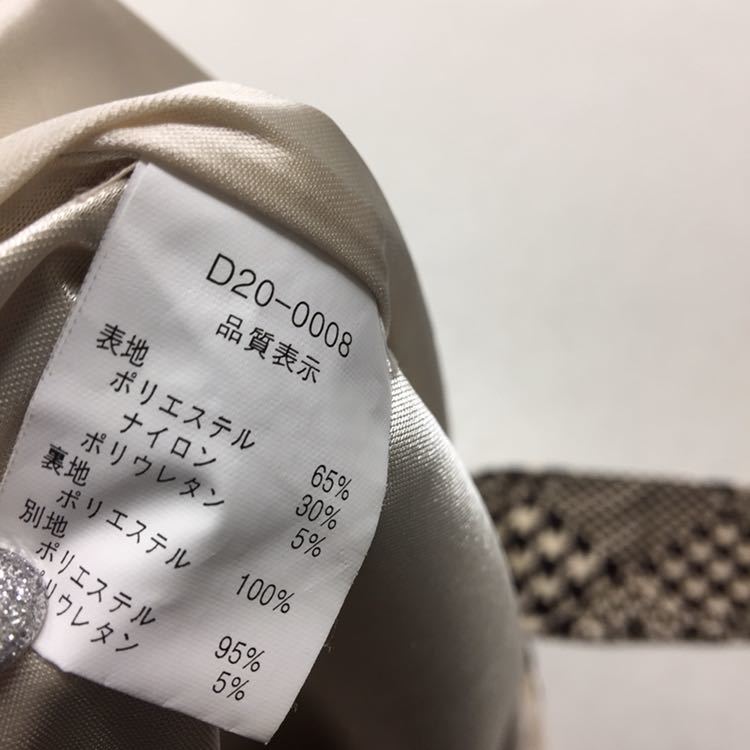 D20-0008
品質表示
表地
ポリエステル 65%
ナイロン 30%
ポリウレタン 5%
裏地
ポリエステル 100%
別地
ポリエステル 95%
リウレタン 5%